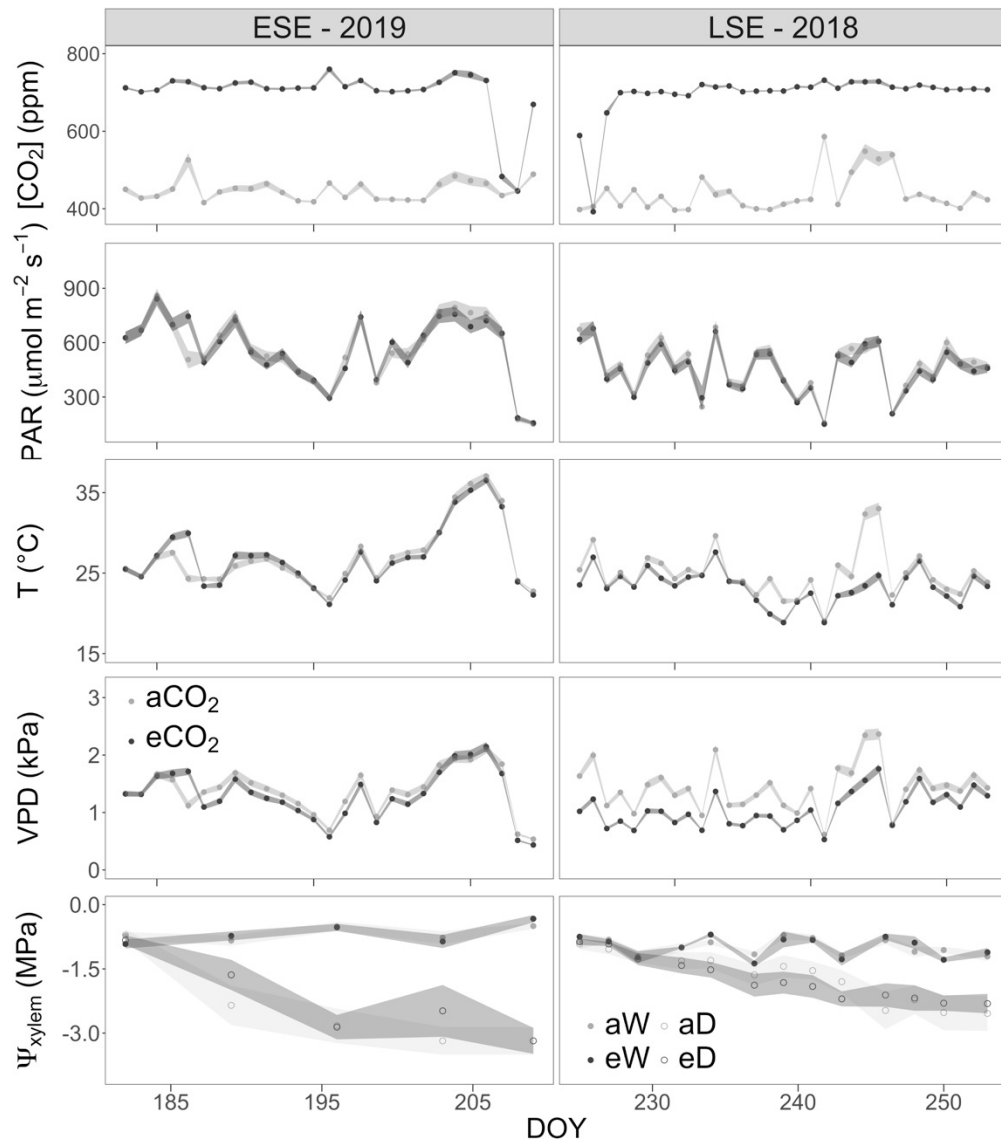 ESE - 2019
LSE - 2018
[CO₂] (ppm)
800
600
400
PAR (μmol m⁻² s⁻¹)
900
600
300
T (°C)
35
25
15
VPD (kPa)
3
2
1
0
aCO₂
eCO₂
Ψxylem (MPa)
0.0
-1.5
-3.0
aW aD
eW eD
185 195 205 230 240 250
DOY